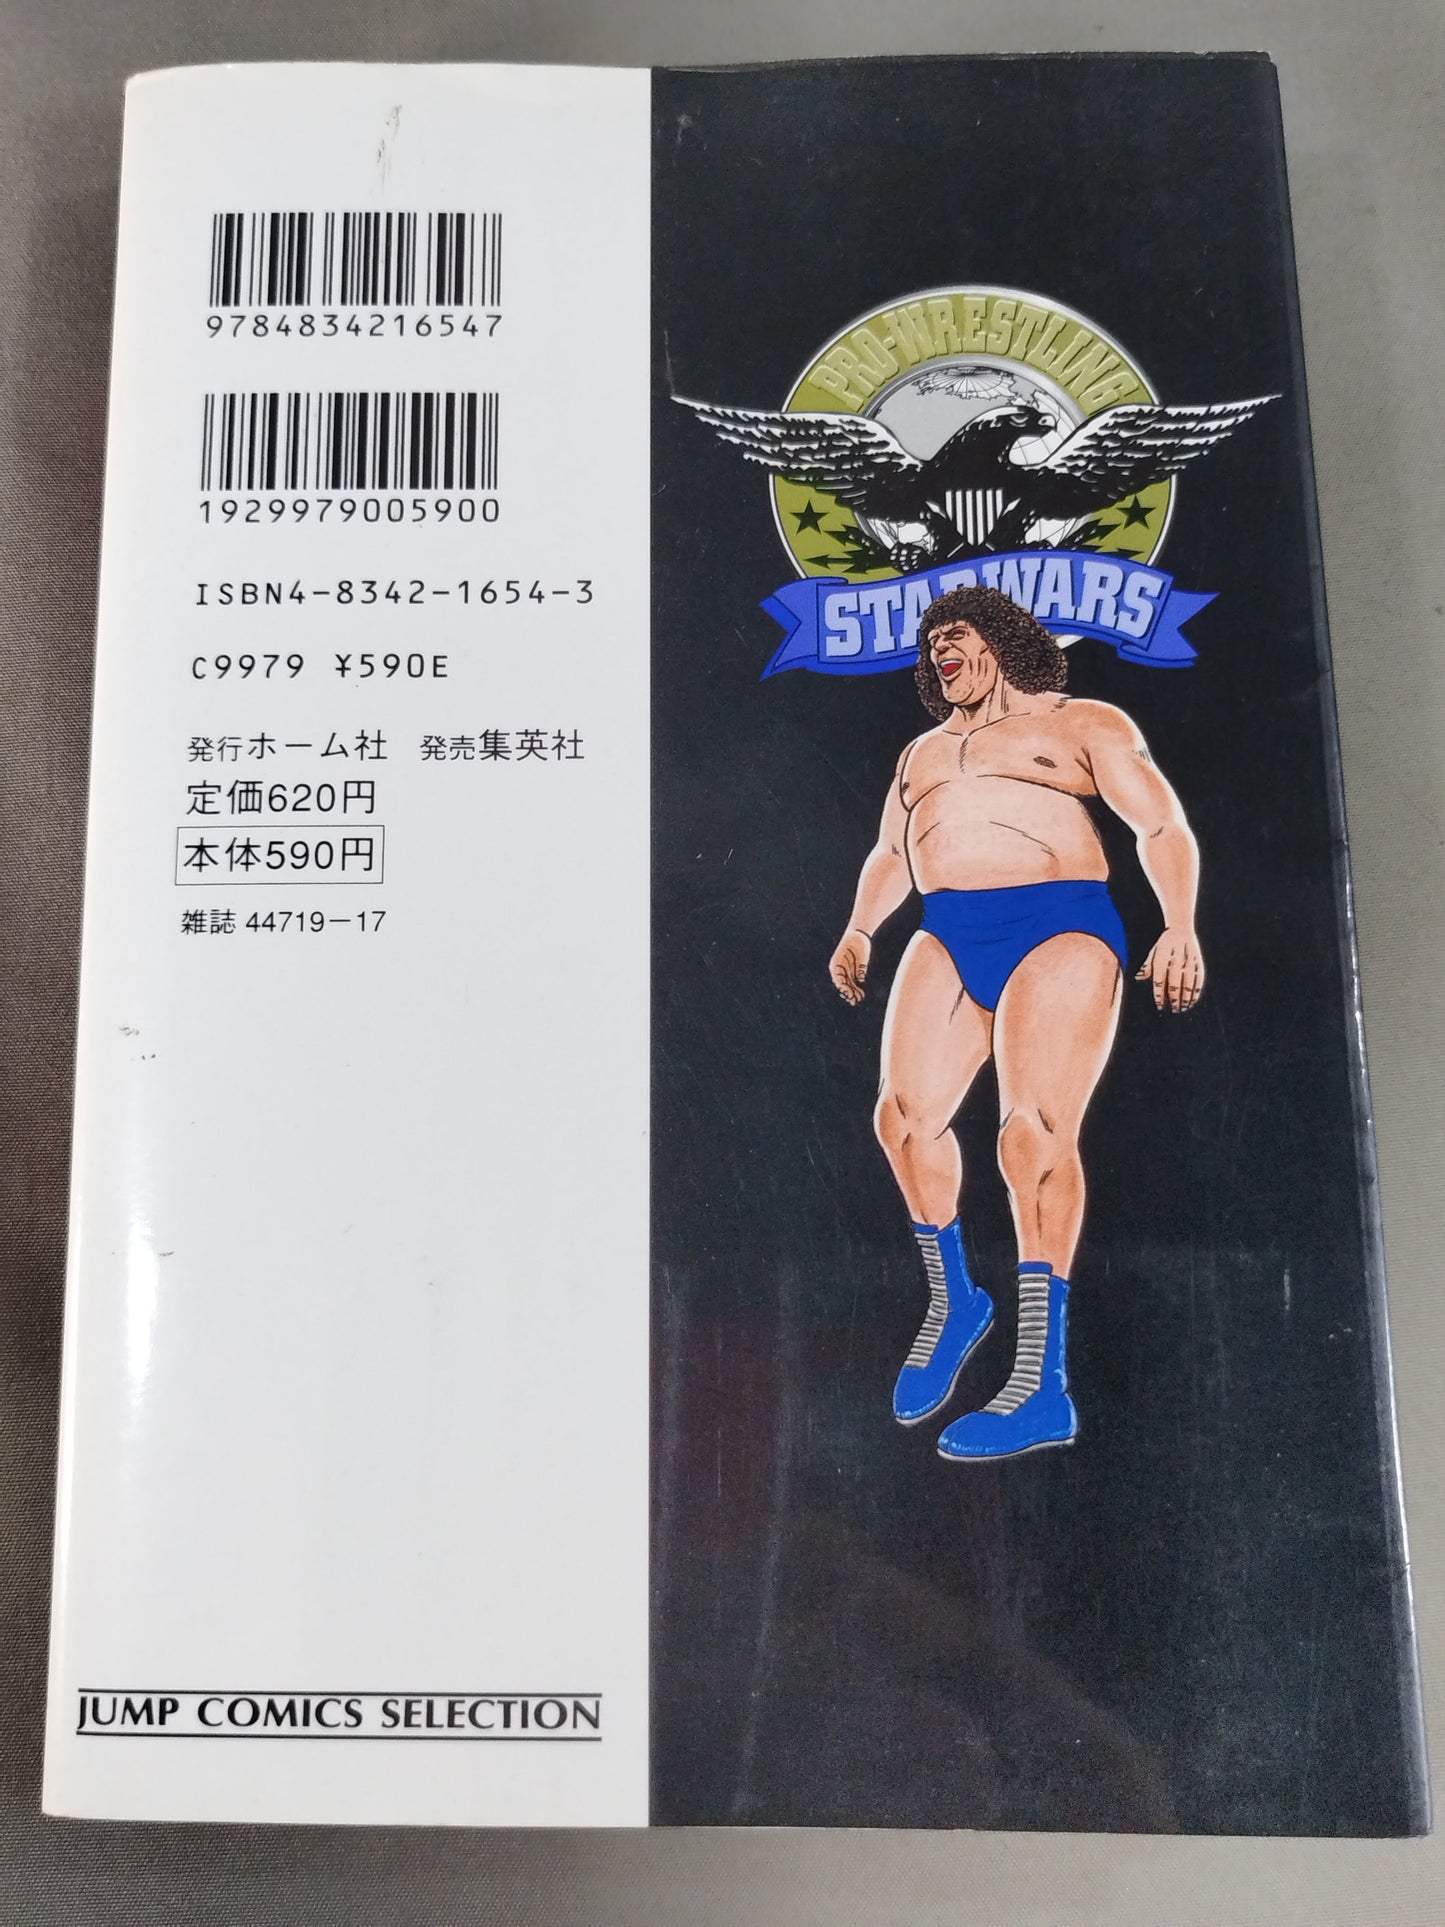 9784834216547
1929979005900
ISBN4-8342-1654-3
C9979 ¥590E
発行ホーム社 発売集英社
定価620円
本体590円
雑誌 44719-17
JUMP COMICS SELECTION
PRO-WRESTLING
STARWARS